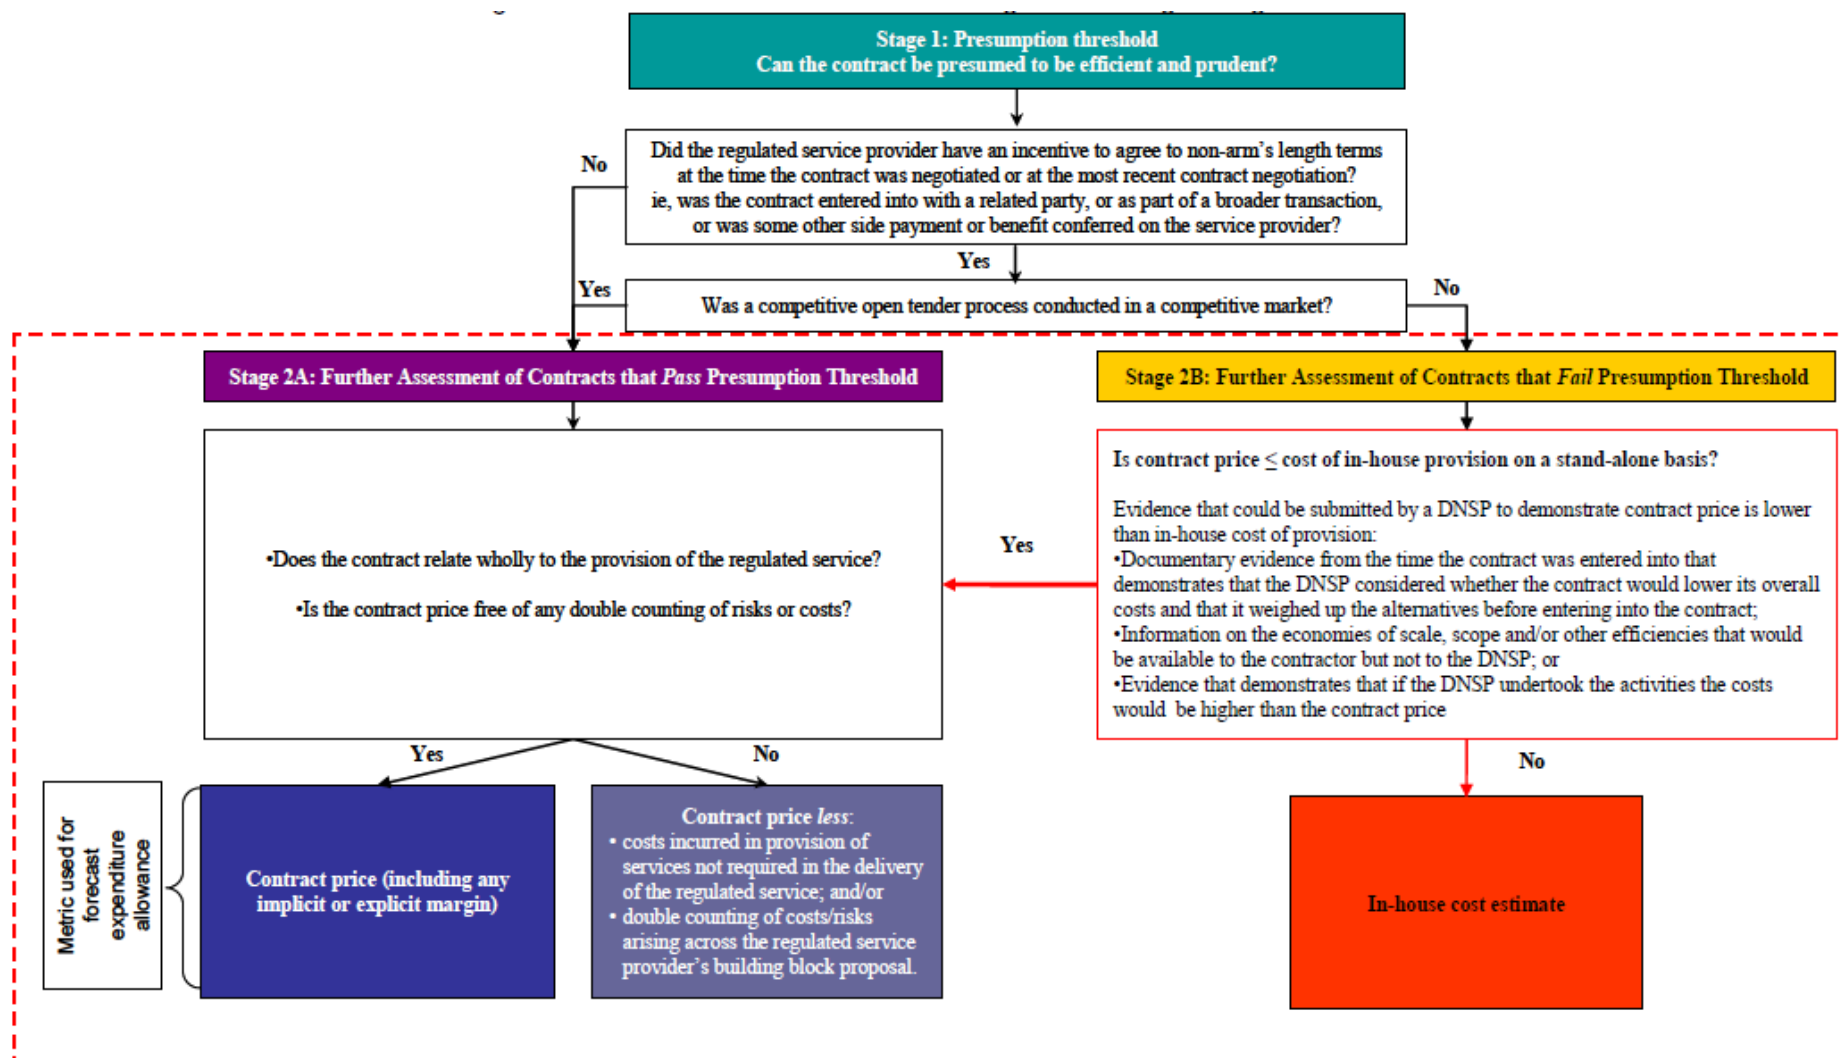 Stage 1: Presumption threshold
Can the contract be presumed to be efficient and prudent?
No
Did the regulated service provider have an incentive to agree to non-arm's length terms
at the time the contract was negotiated or at the most recent contract negotiation?
ie, was the contract entered into with a related party, or as part of a broader transaction,
or was some other side payment or benefit conferred on the service provider?
Yes
Yes
Was a competitive open tender process conducted in a competitive market?
No
Stage 2A: Further Assessment of Contracts that Pass Presumption Threshold
Stage 2B: Further Assessment of Contracts that Fail Presumption Threshold
•Does the contract relate wholly to the provision of the regulated service?
•Is the contract price free of any double counting of risks or costs?
Yes
Is contract price ≤ cost of in-house provision on a stand-alone basis?
Evidence that could be submitted by a DNSP to demonstrate contract price is lower
than in-house cost of provision:
•Documentary evidence from the time the contract was entered into that
demonstrates that the DNSP considered whether the contract would lower its overall
costs and that it weighed up the alternatives before entering into the contract;
•Information on the economies of scale, scope and/or other efficiencies that would
be available to the contractor but not to the DNSP; or
•Evidence that demonstrates that if the DNSP undertook the activities the costs
would be higher than the contract price
Yes
No
No
Metric used for
forecast
expenditure
allowance
Contract price (including any
implicit or explicit margin)
Contract price less:
• costs incurred in provision of
services not required in the delivery
of the regulated service; and/or
• double counting of costs/risks
arising across the regulated service
provider's building block proposal.
In-house cost estimate